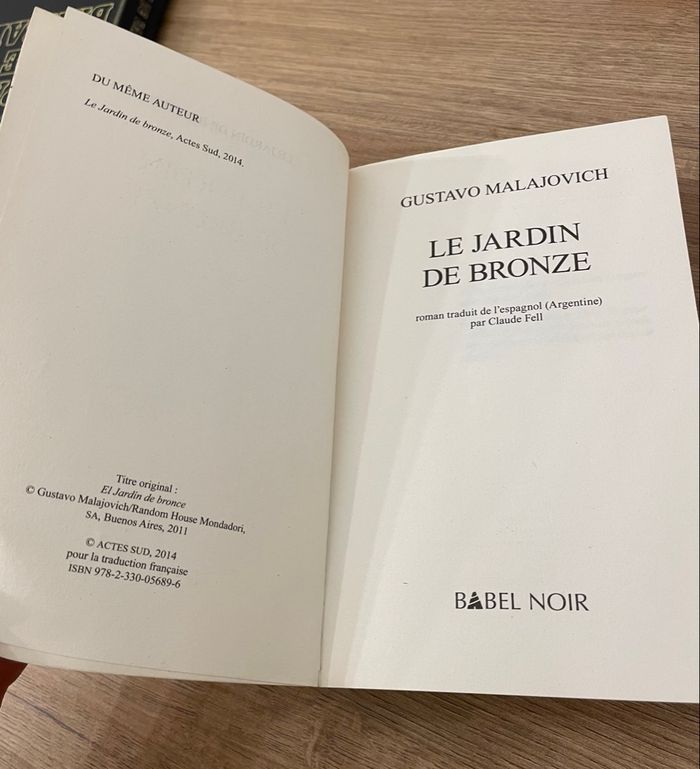 DU MÊME AUTEUR
Le Jardin de bronze, Actes Sud, 2014.
Titre original :
El Jardín de bronce
© Gustavo Malajovich/Random House Mondadori,
SA, Buenos Aires, 2011
© ACTES SUD, 2014
pour la traduction française
ISBN 978-2-330-05689-6
GUSTAVO MALAJOVICH
LE JARDIN
DE BRONZE
roman traduit de l'espagnol (Argentine)
par Claude Fell
BABEL NOIR